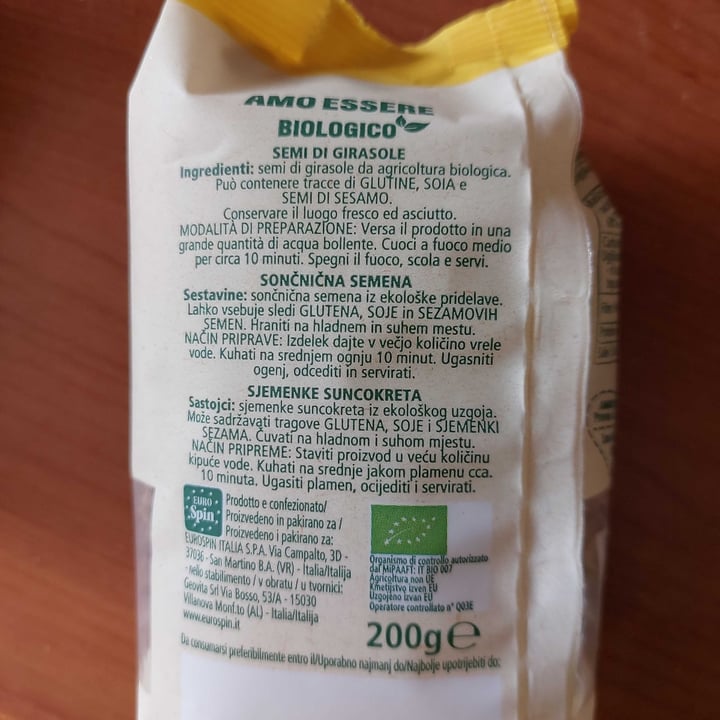 AMO ESSERE
BIOLOGICO
SEMI DI GIRASOLE
Ingredienti: semi di girasole da agricoltura biologica.
Può contenere tracce di GLUTINE, SOIA e
SEMI DI SESAMO.
Conservare il luogo fresco ed asciutto.
MODALITÀ DI PREPARAZIONE: Versa il prodotto in una
grande quantità di acqua bollente. Cuoci a fuoco medio
per circa 10 minuti. Spegni il fuoco, scola e servi.
SONČNIČNA SEMENA
Sestavine: sončnična semena iz ekološke pridelave.
Lahko vsebuje sledi GLUTENA, SOJE in SEZAMOVIH
SEMEN. Hraniti na hladnem in suhem mestu.
NAČIN PRIPRAVE: Izdelek dajte v večjo količino vrele
vode. Kuhati na srednjem ognju 10 minut. Ugasniti
ogenj, odcediti in servirati.
SJEMENKE SUNCOKRETA
Sastojci: sjemenke suncokreta iz ekološkog uzgoja.
Može sadržavati tragove GLUTENA, SOJE i SJEMENKI
SEZAMA. Čuvati na hladnom i suhom mjestu.
NAČIN PRIPREME: Staviti proizvod u veću količinu
kipuće vode. Kuhati na srednje jakom plamenu cca.
10 minuta. Ugasiti plamen, ocijediti i servirati.
EURO
Spin
Prodotto e confezionato/
Proizvedeno in pakirano za /
Proizvedeno i pakirano za:
EUROSPIN ITALIA S.P.A. Via Campalto, 3D -
37036 - San Martino B.A. (VR) - Italia/Italija
- nello stabilimento / v obratu / u tvornici:
Geovita Srl Via Bosso, 53/A - 15030
Villanova Monf.to (AL) - Italia/Italija
www.eurospin.it
Organismo di controllo autorizzato
dal MiPAAFT: IT BIO 007
Agricoltura non UE
Kmetijstvo izven EU
Uzgojeno izvan EU
Operatore controllato n° Q03E
200g e
Da consumarsi preferibilmente entro il/Uporabno najmanj do/Najbolje upotrijebiti do: